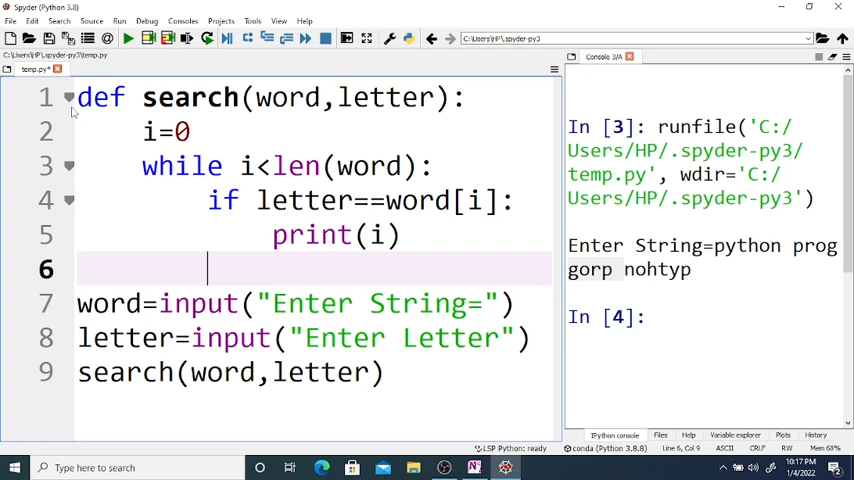 Spyder (Python 3.8)
File Edit Search Source Run Debug Consoles Projects Tools View Help
C:\Users\HP\.spyder-py3
C:\Users\HP\.spyder-py3\temp.py
temp.py*
Console 3/A
1 def search(word,letter):
2 i=0
3 while i<len(word):
4 if letter==word[i]:
5 print(i)
6
7 word=input("Enter String=")
8 letter=input("Enter Letter")
9 search(word,letter)
In [3]: runfile('C:/
Users/HP/.spyder-py3/
temp.py', wdir='C:/
Users/HP/.spyder-py3')
Enter String=python prog
gorp nohtyp
In [4]:
IPython console Files Help Variable explorer Plots History
LSP Python: ready conda (Python 3.8.8) Line 6, Col 9 ASCII CRLF RW Mem 68%
Type here to search
10:17 PM
1/4/2022
2